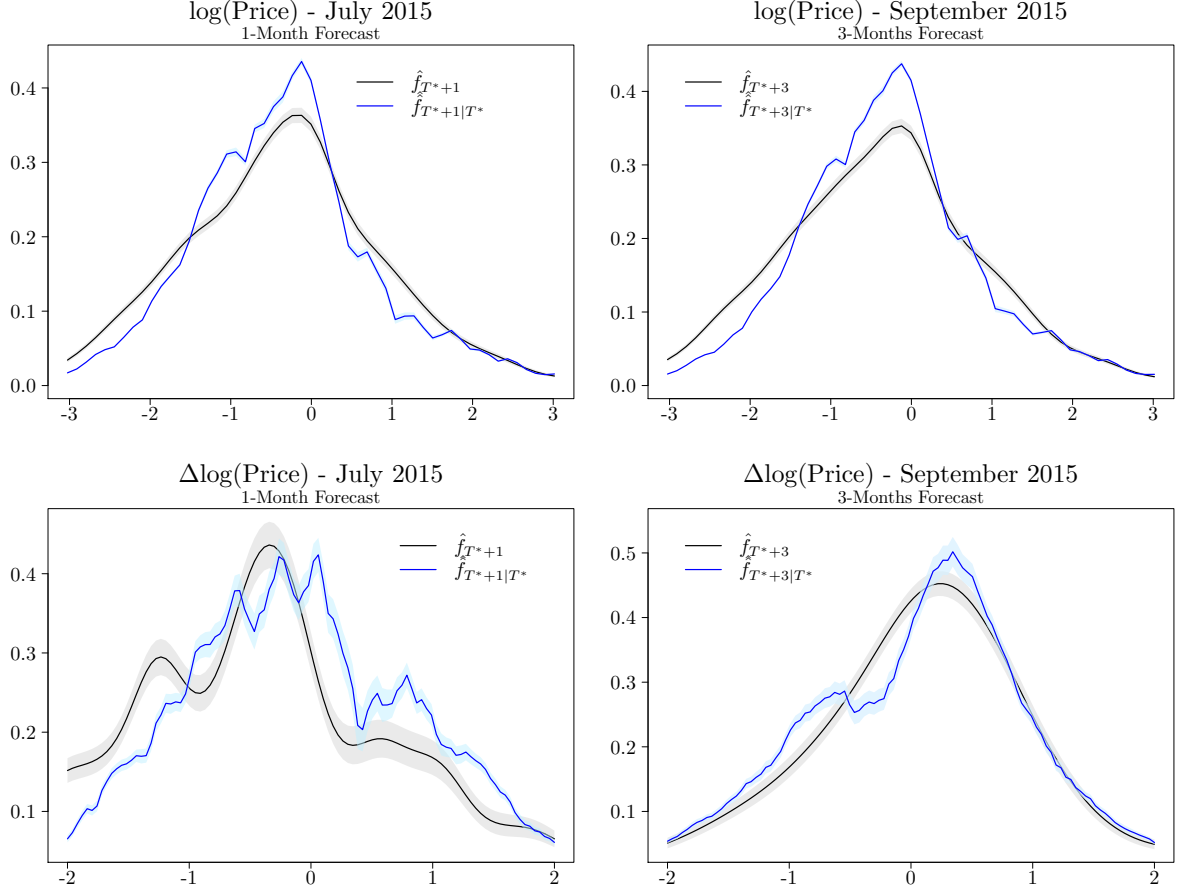 log(Price) - July 2015
1-Month Forecast
0.4
0.3
0.2
0.1
0.0
-3 -2 -1 0 1 2 3
f̂_{T*+1}
f̂_{T*+1|T*}
log(Price) - September 2015
3-Months Forecast
0.4
0.3
0.2
0.1
0.0
-3 -2 -1 0 1 2 3
f̂_{T*+3}
f̂_{T*+3|T*}
Δlog(Price) - July 2015
1-Month Forecast
0.4
0.3
0.2
0.1
-2 -1 0 1 2
f̂_{T*+1}
f̂_{T*+1|T*}
Δlog(Price) - September 2015
3-Months Forecast
0.5
0.4
0.3
0.2
0.1
-2 -1 0 1 2
f̂_{T*+3}
f̂_{T*+3|T*}